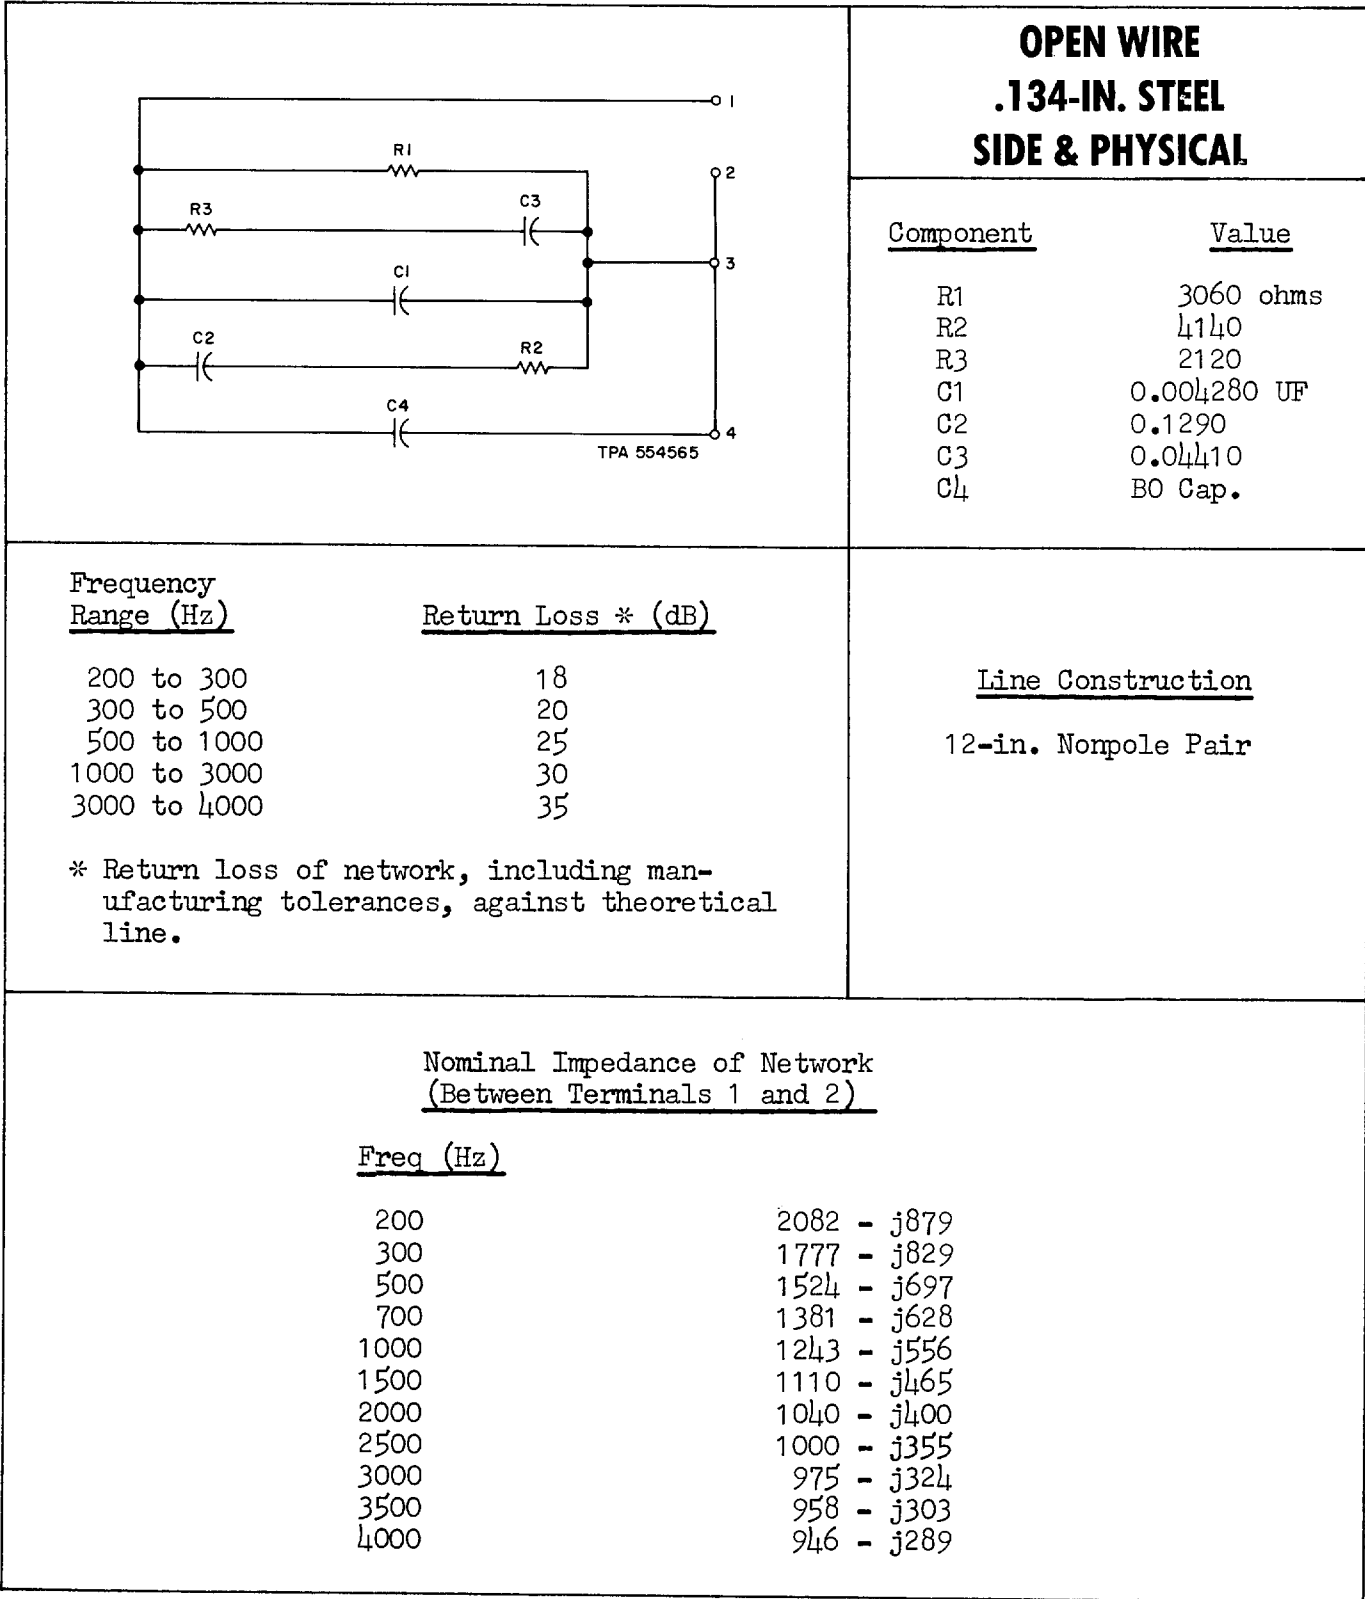 OPEN WIRE
.134-IN. STEEL
SIDE & PHYSICAL
1
R1
2
R3
C3
3
C1
C2
R2
C4
4
TPA 554565
Component Value
R1 3060 ohms
R2 4140
R3 2120
C1 0.004280 UF
C2 0.1290
C3 0.04410
C4 BO Cap.
Frequency
Range (Hz) Return Loss * (dB)
200 to 300 18
300 to 500 20
500 to 1000 25
1000 to 3000 30
3000 to 4000 35
* Return loss of network, including man-
ufacturing tolerances, against theoretical
line.
Line Construction
12-in. Nonpole Pair
Nominal Impedance of Network
(Between Terminals 1 and 2)
Freq (Hz)
200 2082 - j879
300 1777 - j829
500 1524 - j697
700 1381 - j628
1000 1243 - j556
1500 1110 - j465
2000 1040 - j400
2500 1000 - j355
3000 975 - j324
3500 958 - j303
4000 946 - j289